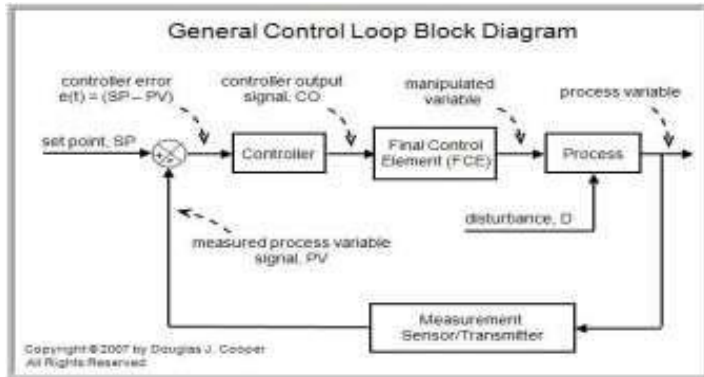 General Control Loop Block Diagram
controller error
e(t) = (SP – PV)
controller output
signal, CO
manipulated
variable
process variable
set point, SP
+
-
Controller
Final Control
Element (FCE)
Process
disturbance, D
measured process variable
signal, PV
Measurement
Sensor/Transmitter
Copyright © 2007 by Douglas J. Cooper
All Rights Reserved